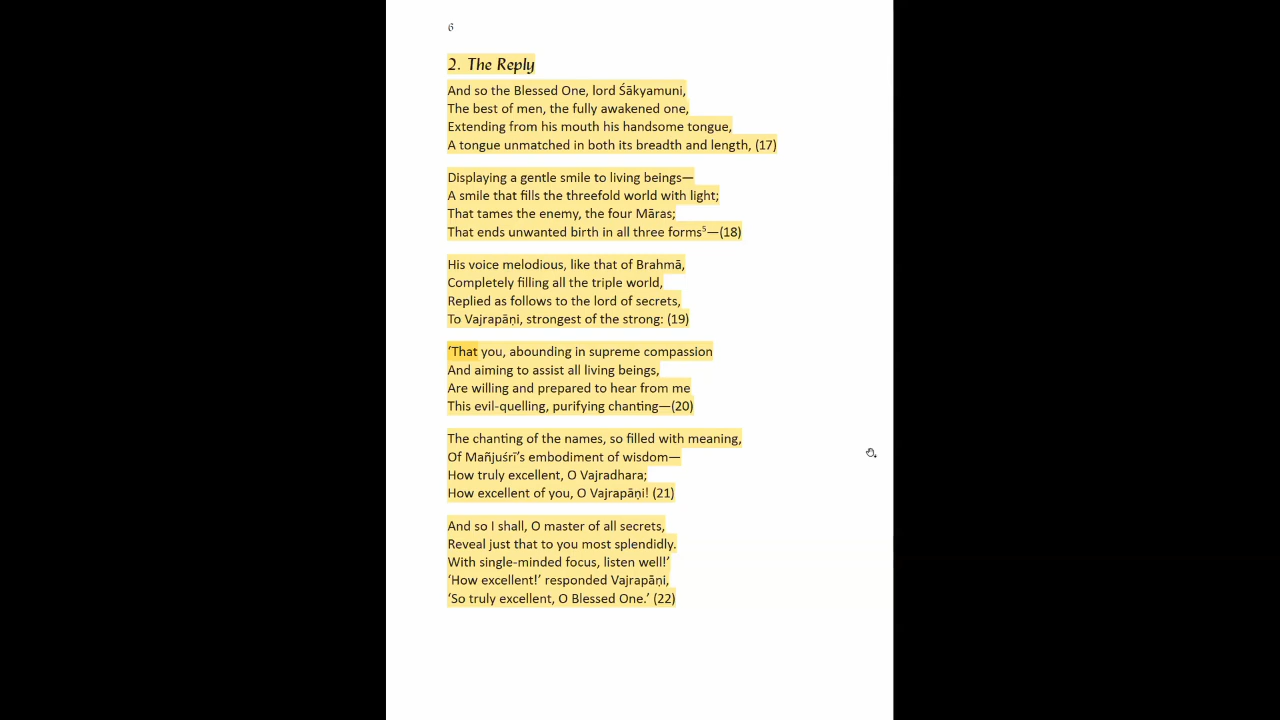 6
2. The Reply
And so the Blessed One, lord Śākyamuni,
The best of men, the fully awakened one,
Extending from his mouth his handsome tongue,
A tongue unmatched in both its breadth and length, (17)
Displaying a gentle smile to living beings—
A smile that fills the threefold world with light;
That tames the enemy, the four Māras;
That ends unwanted birth in all three forms⁵—(18)
His voice melodious, like that of Brahmā,
Completely filling all the triple world,
Replied as follows to the lord of secrets,
To Vajrapāṇi, strongest of the strong: (19)
‘That you, abounding in supreme compassion
And aiming to assist all living beings,
Are willing and prepared to hear from me
This evil-quelling, purifying chanting—(20)
The chanting of the names, so filled with meaning,
Of Mañjuśrī’s embodiment of wisdom—
How truly excellent, O Vajradhara;
How excellent of you, O Vajrapāṇi! (21)
And so I shall, O master of all secrets,
Reveal just that to you most splendidly.
With single-minded focus, listen well!’
‘How excellent!’ responded Vajrapāṇi,
‘So truly excellent, O Blessed One.’ (22)